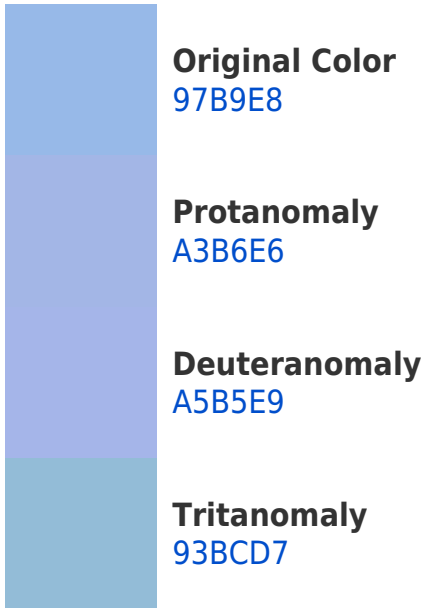 Original Color
97B9E8
Protanomaly
A3B6E6
Deuteranomaly
A5B5E9
Tritanomaly
93BCD7